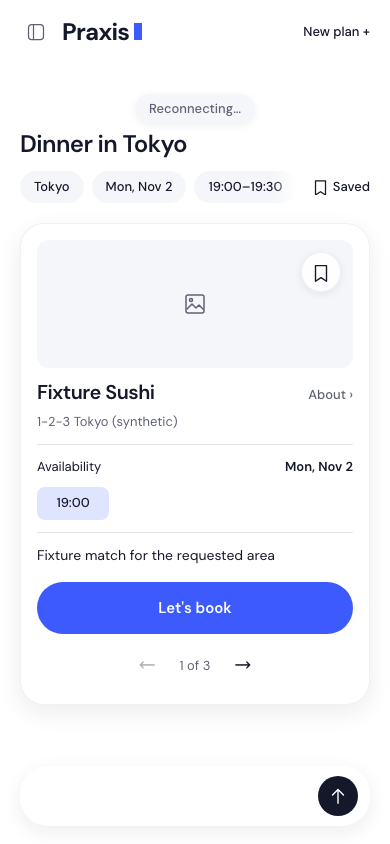 Praxis
New plan +
Reconnecting...
Dinner in Tokyo
Tokyo
Mon, Nov 2
19:00–19:30
Saved
Fixture Sushi
About ›
1-2-3 Tokyo (synthetic)
Availability
Mon, Nov 2
19:00
Fixture match for the requested area
Let's book
← 1 of 3 →